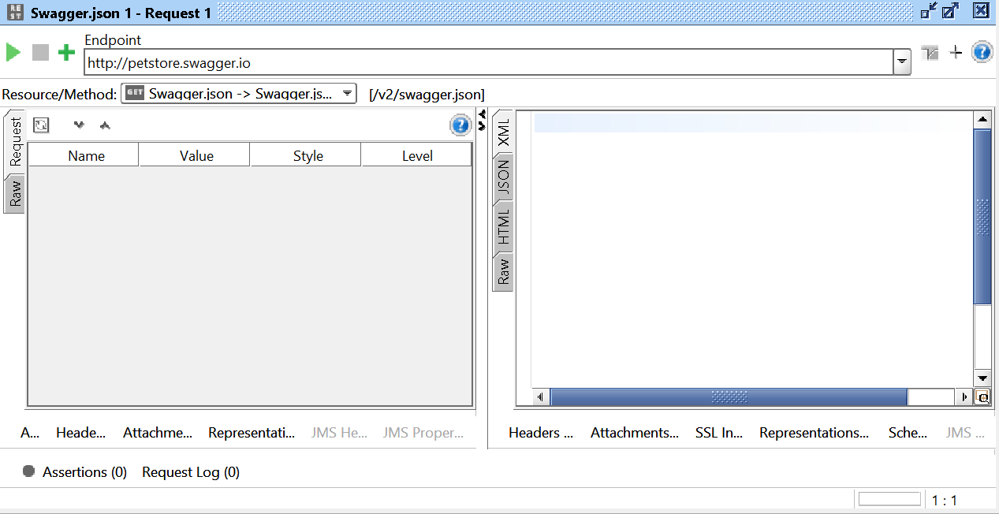 REST Swagger.json 1 - Request 1
Endpoint
http://petstore.swagger.io
Resource/Method: GET Swagger.json -> Swagger.js... [/v2/swagger.json]
Request
Raw
Name Value Style Level
XML
JSON
HTML
Raw
A... Heade... Attachme... Representati... JMS He... JMS Proper...
Headers ... Attachments... SSL In... Representations... Sche... JMS ...
Assertions (0) Request Log (0)
1 : 1